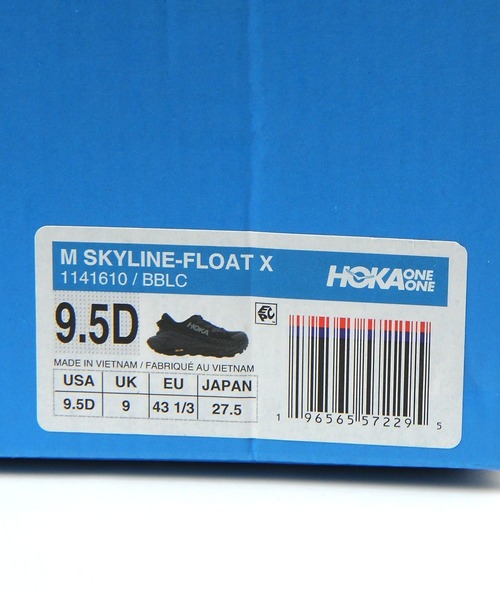 M SKYLINE-FLOAT X
1141610 / BBLC
HOKA ONE ONE
9.5D
HOKA
MADE IN VIETNAM / FABRIQUÉ AU VIETNAM
USA UK EU JAPAN
9.5D 9 43 1/3 27.5
1 96565 57229 5